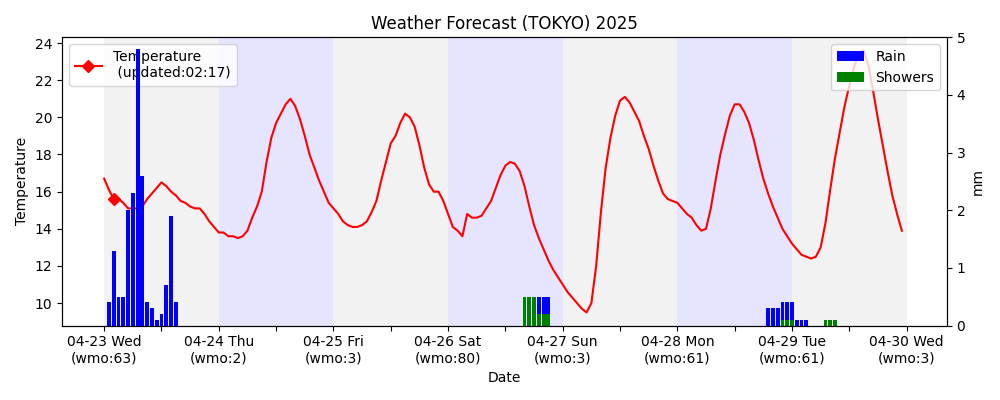 Weather Forecast (TOKYO) 2025
Temperature
(updated:02:17)
Rain
Showers
24
22
20
18
16
14
12
10
Temperature
5
4
3
2
1
0
mm
04-23 Wed
(wmo:63)
04-24 Thu
(wmo:2)
04-25 Fri
(wmo:3)
04-26 Sat
(wmo:80)
04-27 Sun
(wmo:3)
04-28 Mon
(wmo:61)
04-29 Tue
(wmo:61)
04-30 Wed
(wmo:3)
Date